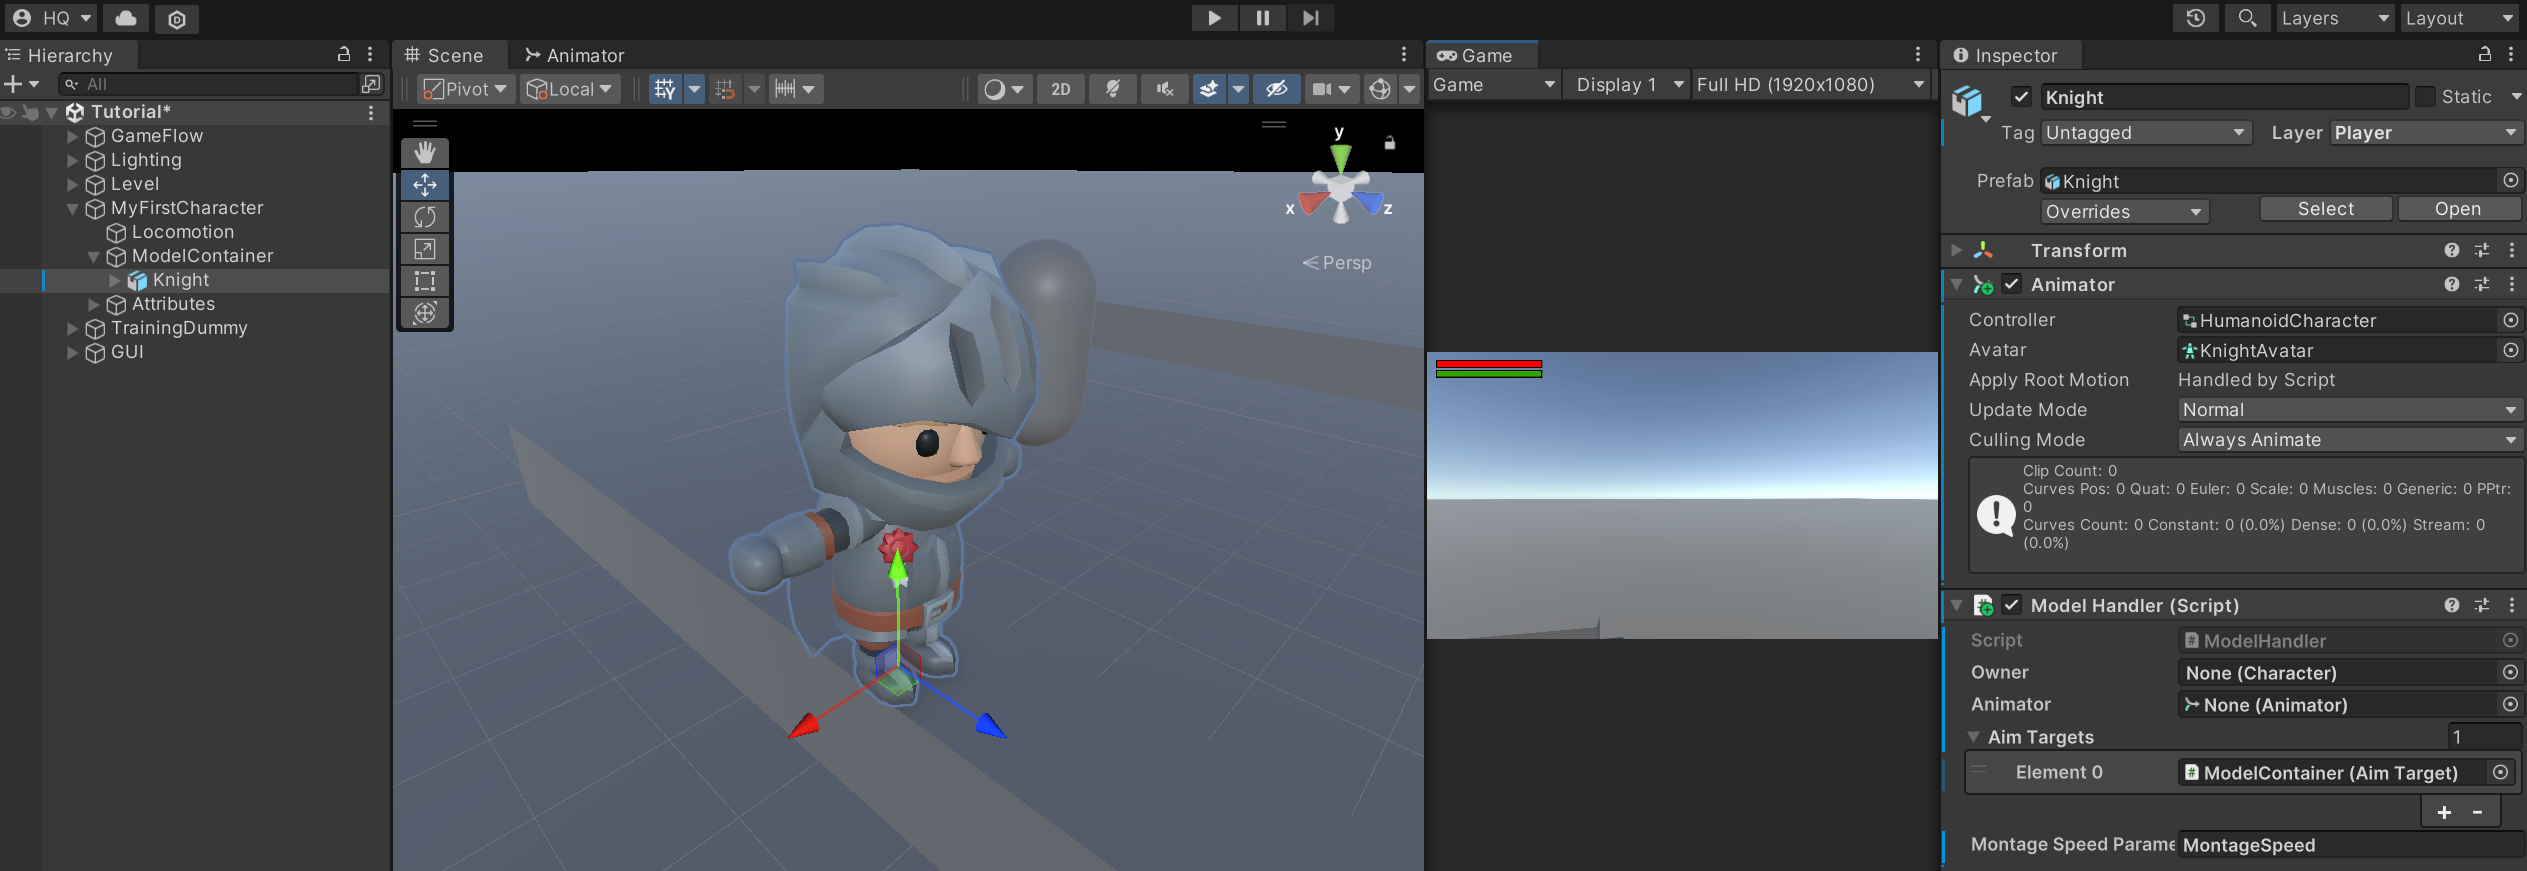 HQ
Layers
Layout
Hierarchy
All
Tutorial*
GameFlow
Lighting
Level
MyFirstCharacter
Locomotion
ModelContainer
Knight
Attributes
TrainingDummy
GUI
Scene
Animator
Pivot
Local
2D
y
x
z
Persp
Game
Game
Display 1
Full HD (1920x1080)
Inspector
Knight
Static
Tag
Untagged
Layer
Player
Prefab
Knight
Overrides
Select
Open
Transform
Animator
Controller
HumanoidCharacter
Avatar
KnightAvatar
Apply Root Motion
Handled by Script
Update Mode
Normal
Culling Mode
Always Animate
Clip Count: 0
Curves Pos: 0 Quat: 0 Euler: 0 Scale: 0 Muscles: 0 Generic: 0 PPtr:
0
Curves Count: 0 Constant: 0 (0.0%) Dense: 0 (0.0%) Stream: 0
(0.0%)
Model Handler (Script)
Script
ModelHandler
Owner
None (Character)
Animator
None (Animator)
Aim Targets
1
Element 0
ModelContainer (Aim Target)
+ -
Montage Speed Parame
MontageSpeed